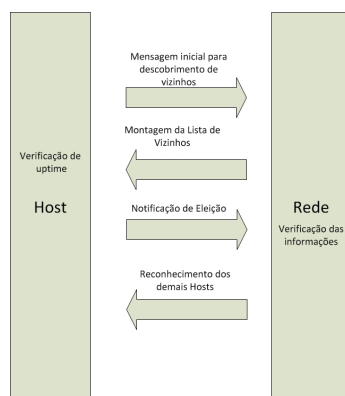 Mensagem inicial para
descobrimento de
vizinhos
Montagem da Lista de
Vizinhos
Verificação de
uptime
Host
Notificação de Eleição
Rede
Verificação das
informações
Reconhecimento dos
demais Hosts